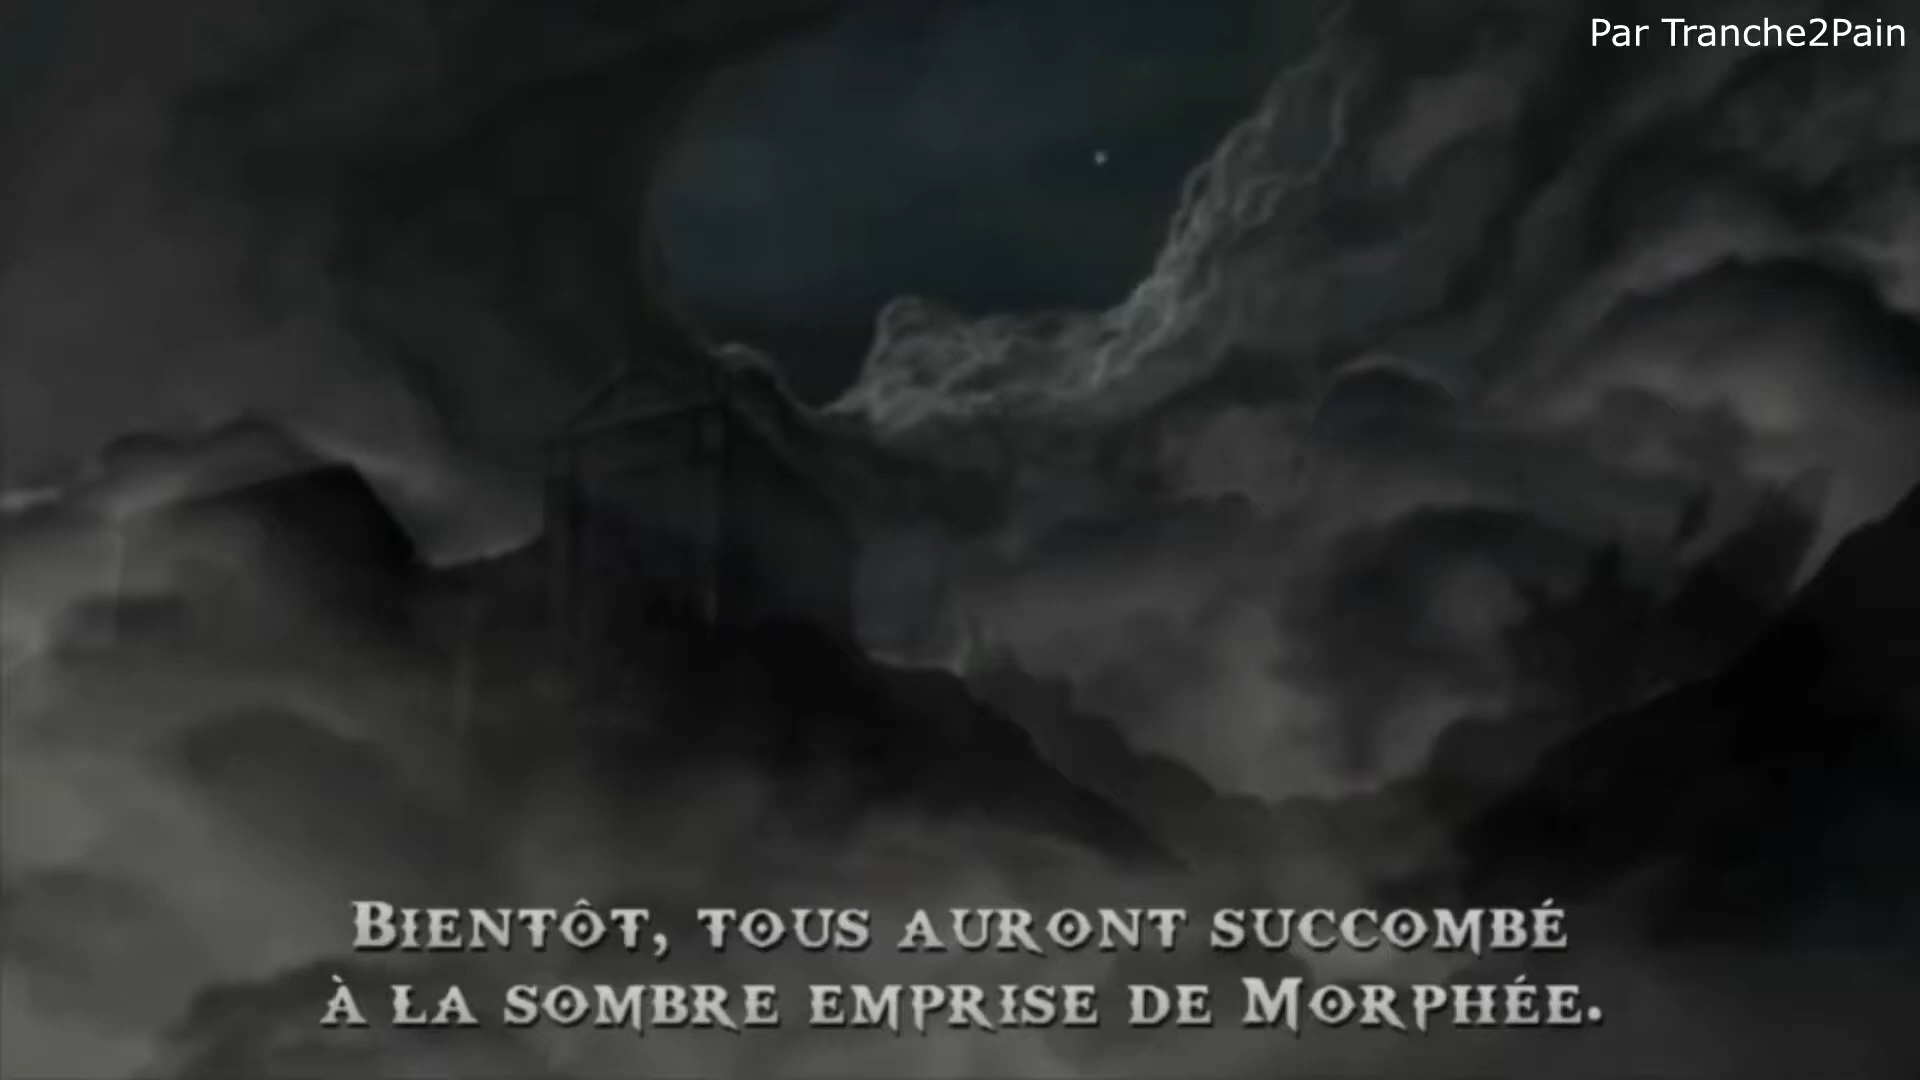 Par Tranche2Pain
Bientôt, tous auront succombé
à la sombre emprise de Morphée.